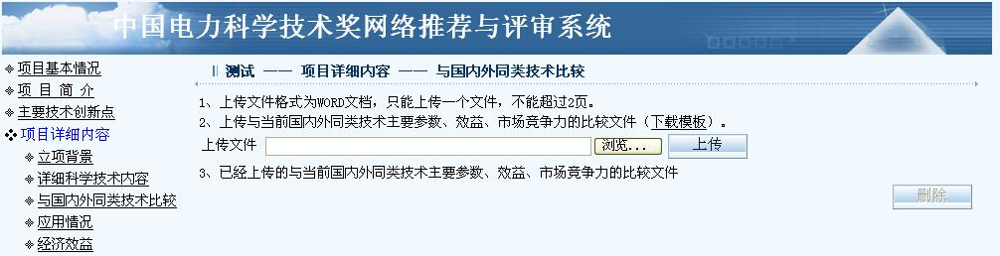 中国电力科学技术奖网络推荐与评审系统
项目基本情况
项 目 简 介
主要技术创新点
项目详细内容
立项背景
详细科学技术内容
与国内外同类技术比较
应用情况
经济效益
测试 —— 项目详细内容 —— 与国内外同类技术比较
1、上传文件格式为WORD文档，只能上传一个文件，不能超过2页。
2、上传与当前国内外同类技术主要参数、效益、市场竞争力的比较文件（下载模板）。
上传文件 浏览... 上传
3、已经上传的与当前国内外同类技术主要参数、效益、市场竞争力的比较文件
删除